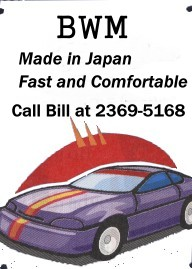 BWM
Made in Japan
Fast and Comfortable
Call Bill at 2369-5168